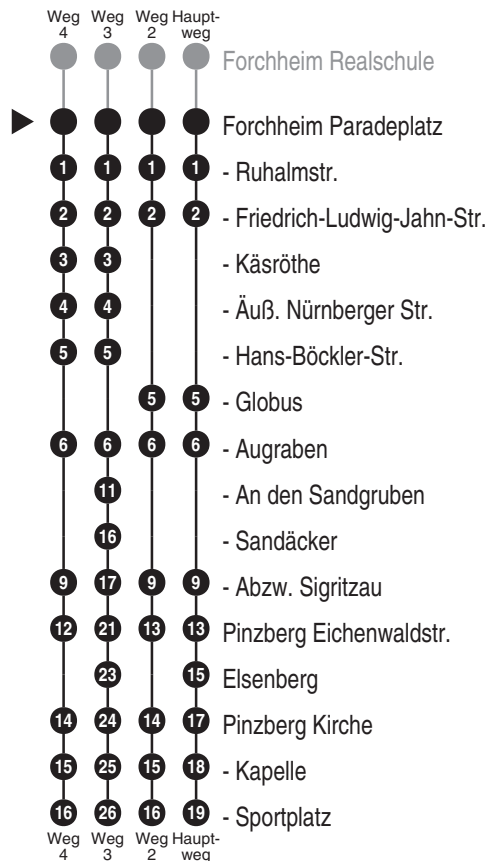 Weg Weg Weg Haupt-
4 3 2 weg
Forchheim Realschule
Forchheim Paradeplatz
1 1 1 1 - Ruhalmstr.
2 2 2 2 - Friedrich-Ludwig-Jahn-Str.
3 3 - Käsröthe
4 4 - Äuß. Nürnberger Str.
5 5 - Hans-Böckler-Str.
5 5 - Globus
6 6 6 6 - Augraben
11 - An den Sandgruben
16 - Sandäcker
9 17 9 9 - Abzw. Sigritzau
12 21 13 13 Pinzberg Eichenwaldstr.
23 15 Elsenberg
14 24 14 17 Pinzberg Kirche
15 25 15 18 - Kapelle
16 26 16 19 - Sportplatz
Weg Weg Weg Haupt-
4 3 2 weg